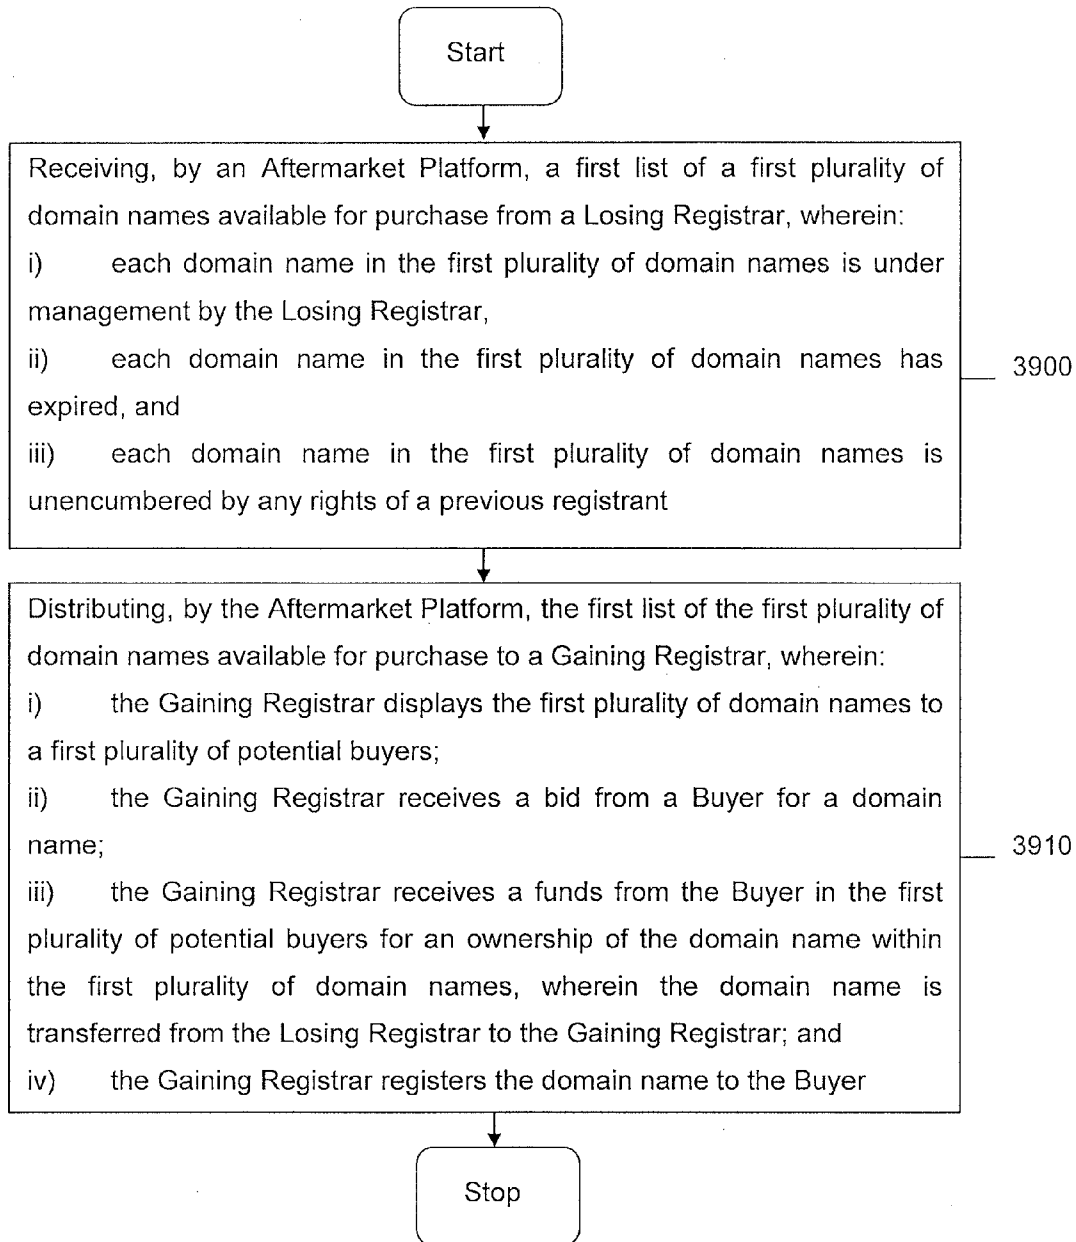 Start
Receiving, by an Aftermarket Platform, a first list of a first plurality of
domain names available for purchase from a Losing Registrar, wherein:
i) each domain name in the first plurality of domain names is under
management by the Losing Registrar,
ii) each domain name in the first plurality of domain names has
expired, and
iii) each domain name in the first plurality of domain names is
unencumbered by any rights of a previous registrant
3900
Distributing, by the Aftermarket Platform, the first list of the first plurality of
domain names available for purchase to a Gaining Registrar, wherein:
i) the Gaining Registrar displays the first plurality of domain names to
a first plurality of potential buyers;
ii) the Gaining Registrar receives a bid from a Buyer for a domain
name;
iii) the Gaining Registrar receives a funds from the Buyer in the first
plurality of potential buyers for an ownership of the domain name within
the first plurality of domain names, wherein the domain name is
transferred from the Losing Registrar to the Gaining Registrar; and
iv) the Gaining Registrar registers the domain name to the Buyer
3910
Stop